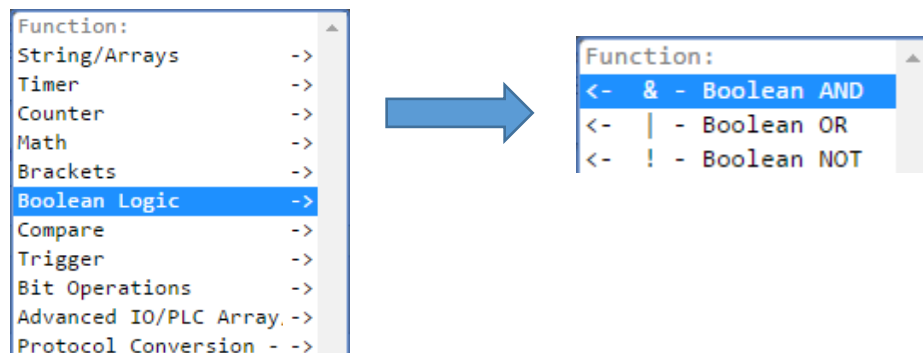 Function:
String/Arrays ->
Timer ->
Counter ->
Math ->
Brackets ->
Boolean Logic ->
Compare ->
Trigger ->
Bit Operations ->
Advanced IO/PLC Array, ->
Protocol Conversion - ->
Function:
<- & - Boolean AND
<- | - Boolean OR
<- ! - Boolean NOT